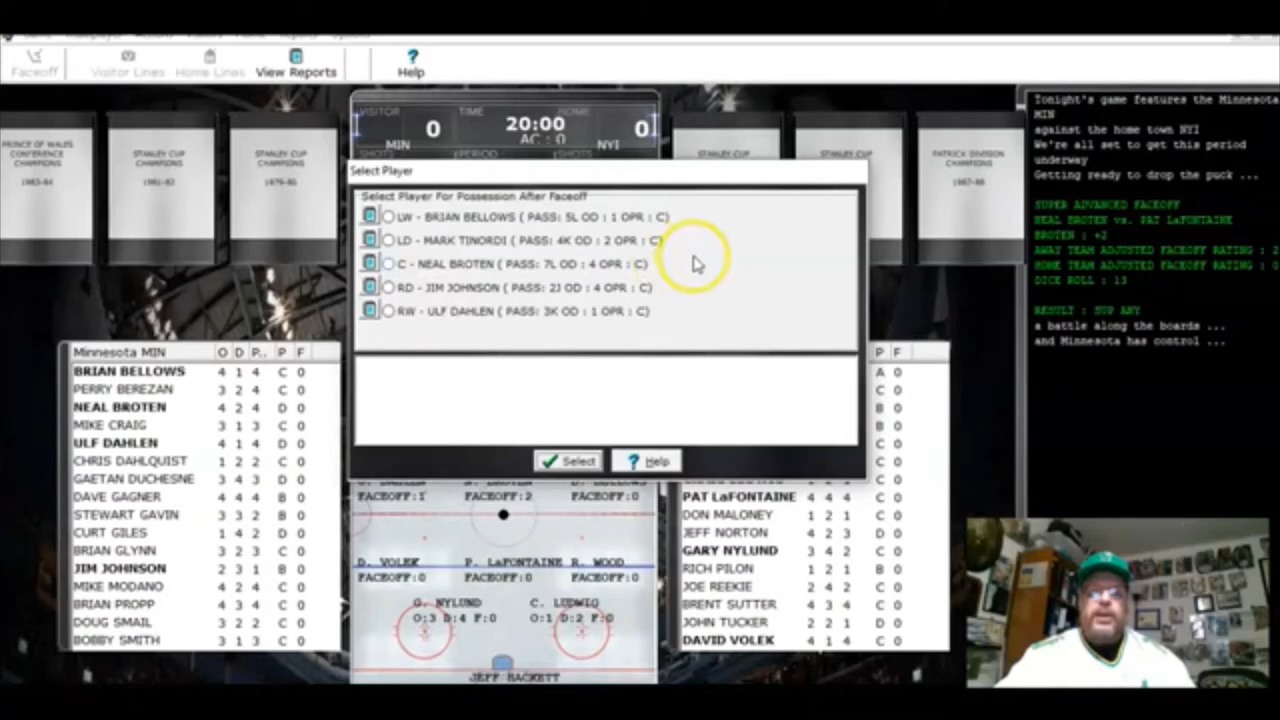 Faceoff
Visitor Lines
Home Lines
View Reports
Help
PRINCE OF WALES
CONFERENCE
CHAMPIONS
1983-84
STANLEY CUP
CHAMPIONS
1981-82
STANLEY CUP
CHAMPIONS
1979-80
VISITOR
TIME
HOME
0
20:00
0
MIN
AC : 0
NYI
SHOTS
PERIOD
SHOTS
STANLEY CUP
STANLEY CUP
PATRICK DIVISION
CHAMPIONS
1987-88
Select Player
Select Player For Possession After Faceoff
LW - BRIAN BELLOWS ( PASS: 5L OD : 1 OPR : C)
LD - MARK TINORDI ( PASS: 4K OD : 2 OPR : C)
C - NEAL BROTEN ( PASS: 7L OD : 4 OPR : C)
RD - JIM JOHNSON ( PASS: 2J OD : 4 OPR : C)
RW - ULF DAHLEN ( PASS: 3K OD : 1 OPR : C)
Select
Help
Minnesota MIN O D P.. P F
BRIAN BELLOWS 4 1 4 C 0
PERRY BEREZAN 3 2 4 C 0
NEAL BROTEN 4 2 4 D 0
MIKE CRAIG 3 1 3 C 0
ULF DAHLEN 4 1 4 D 0
CHRIS DAHLQUIST 1 2 2 C 0
GAETAN DUCHESNE 3 4 3 D 0
DAVE GAGNER 4 4 4 B 0
STEWART GAVIN 3 3 2 B 0
CURT GILES 1 4 2 D 0
BRIAN GLYNN 3 2 3 C 0
JIM JOHNSON 2 3 1 B 0
MIKE MODANO 4 2 4 C 0
BRIAN PROPP 4 3 4 C 0
DOUG SMAIL 3 2 2 C 0
BOBBY SMITH 3 1 3 C 0
FACEOFF:1 FACEOFF:2 FACEOFF:0
D. VOLEK P. LaFONTAINE R. WOOD
FACEOFF:0 FACEOFF:0 FACEOFF:0
G. NYLUND C. LUDWIG
O:3 D:4 F:0 O:1 D:2 F:0
JEFF HACKETT
P F
A 0
C 0
B 0
B 0
C 0
C 0
D 0
PAT LaFONTAINE 4 4 4 C 0
DON MALONEY 1 2 1 C 0
JEFF NORTON 4 2 3 D 0
GARY NYLUND 3 4 2 C 0
RICH PILON 1 2 1 B 0
JOE REEKIE 2 4 2 C 0
BRENT SUTTER 4 3 4 C 0
JOHN TUCKER 2 2 1 D 0
DAVID VOLEK 4 1 4 C 0
Tonight's game features the Minnesota
MIN
against the home town NYI
We're all set to get this period
underway
Getting ready to drop the puck ...
SUPER ADVANCED FACEOFF
NEAL BROTEN vs. PAT LaFONTAINE
BROTEN : +2
AWAY TEAM ADJUSTED FACEOFF RATING : 2
HOME TEAM ADJUSTED FACEOFF RATING : 0
DICE ROLL : 13
RESULT : SUP ANY
a battle along the boards ...
and Minnesota has control ...